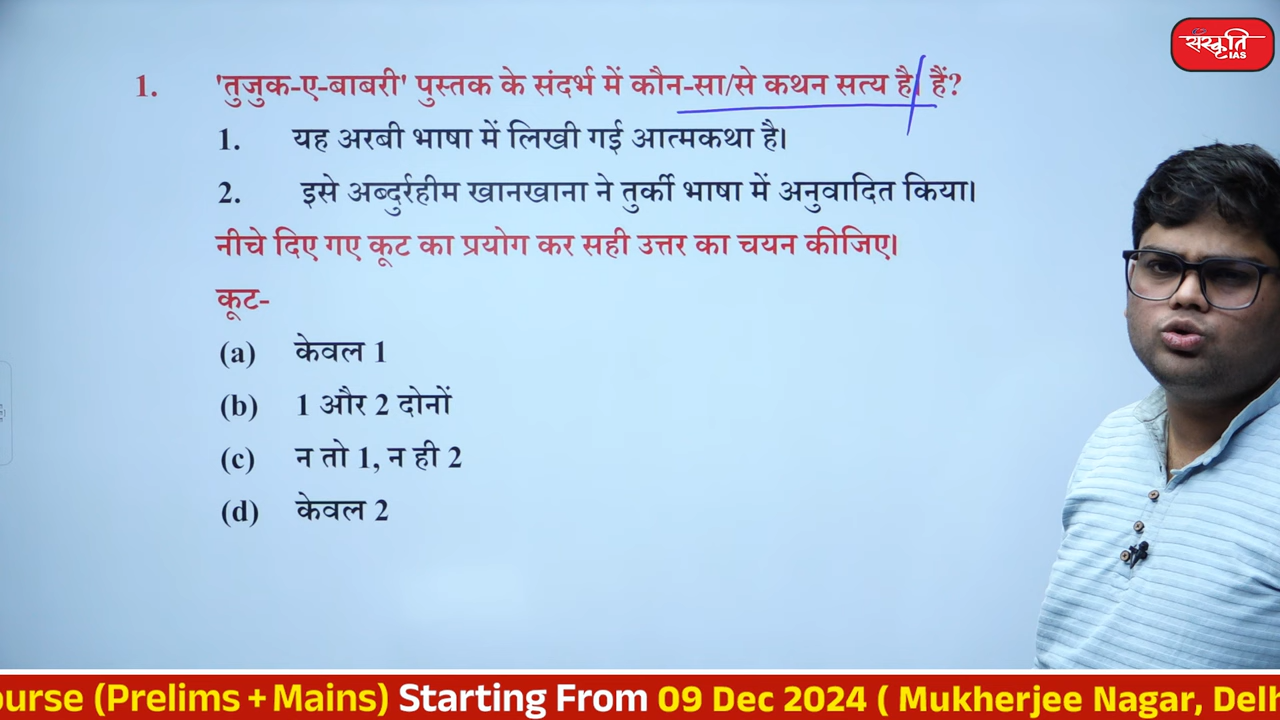 संस्कृति
IAS
1. 'तुजुक-ए-बाबरी' पुस्तक के संदर्भ में कौन-सा/से कथन सत्य है/ हैं?
1. यह अरबी भाषा में लिखी गई आत्मकथा है।
2. इसे अब्दुर्रहीम खानखाना ने तुर्की भाषा में अनुवादित किया।
नीचे दिए गए कूट का प्रयोग कर सही उत्तर का चयन कीजिए।
कूट-
(a) केवल 1
(b) 1 और 2 दोनों
(c) न तो 1, न ही 2
(d) केवल 2
ourse (Prelims + Mains) Starting From 09 Dec 2024 ( Mukherjee Nagar, Delh